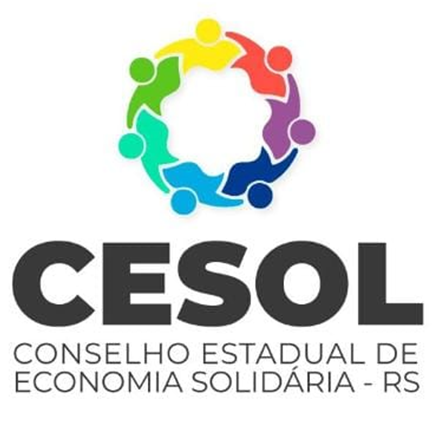 CESOL
CONSELHO ESTADUAL DE
ECONOMIA SOLIDÁRIA - RS